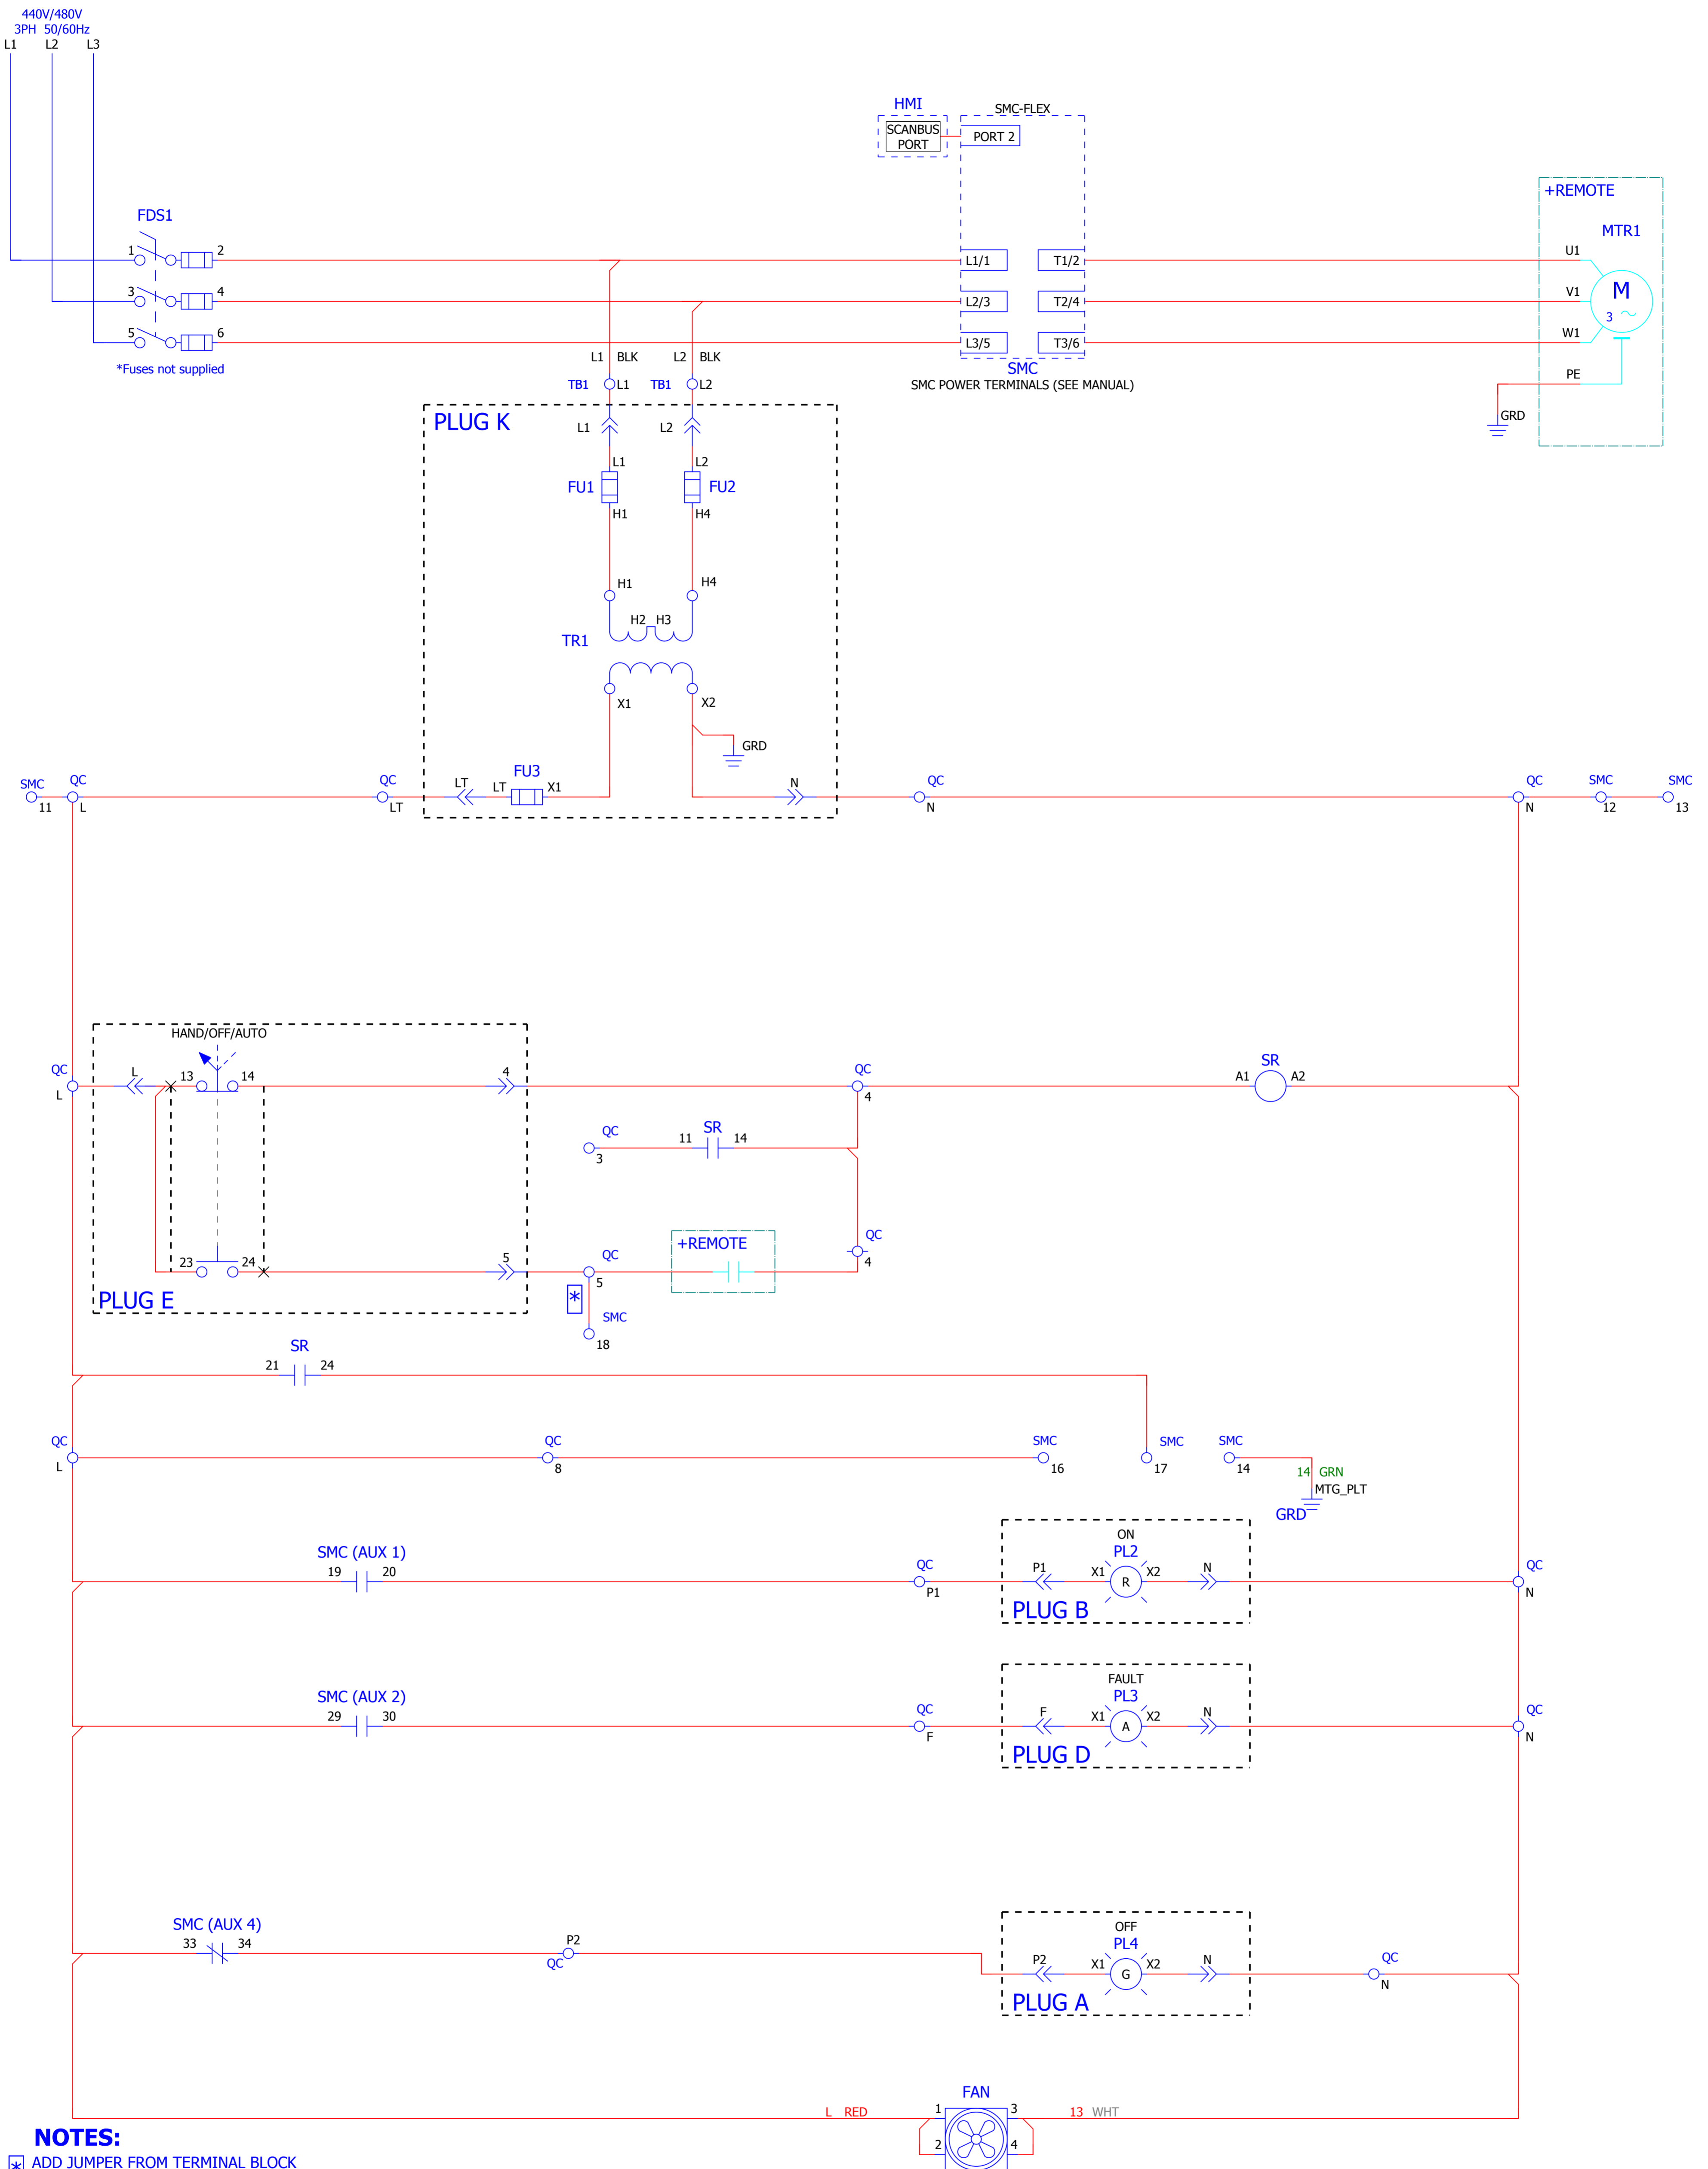 440V/480V
3PH 50/60Hz
L1 L2 L3
HMI
SMC-FLEX
SCANBUS
PORT
PORT 2
+REMOTE
FDS1
MTR1
1 2
L1/1 T1/2
U1
3 4
L2/3 T2/4
V1
M
3
5 6
L3/5 T3/6
W1
*Fuses not supplied
L1 BLK L2 BLK
SMC
SMC POWER TERMINALS (SEE MANUAL)
PE
GRD
TB1 L1 TB1 L2
PLUG K
L1 L2
L1 L2
FU1 FU2
H1 H4
H1 H4
H2 H3
TR1
X1 X2
GRD
SMC QC QC LT LT FU3 X1 N QC QC SMC SMC
11 L LT N N 12 13
HAND/OFF/AUTO
QC L 13 14 4 QC SR
A1 A2
L 4
QC 11 SR 14
3
+REMOTE
QC
4
23 24 5 QC
5
PLUG E
*
SMC
18
SR
21 24
QC QC SMC SMC SMC
L 8 16 17 14
14 GRN
MTG_PLT
GRD
SMC (AUX 1)
19 20
QC
P1
ON
PL2
P1 X1 R X2 N
PLUG B
QC
N
SMC (AUX 2)
29 30
QC
F
FAULT
PL3
F X1 A X2 N
PLUG D
QC
N
SMC (AUX 4)
33 34
P2
QC
OFF
PL4
P2 X1 G X2 N
PLUG A
QC
N
FAN
L RED 1 3 13 WHT
2 4
NOTES:
* ADD JUMPER FROM TERMINAL BLOCK